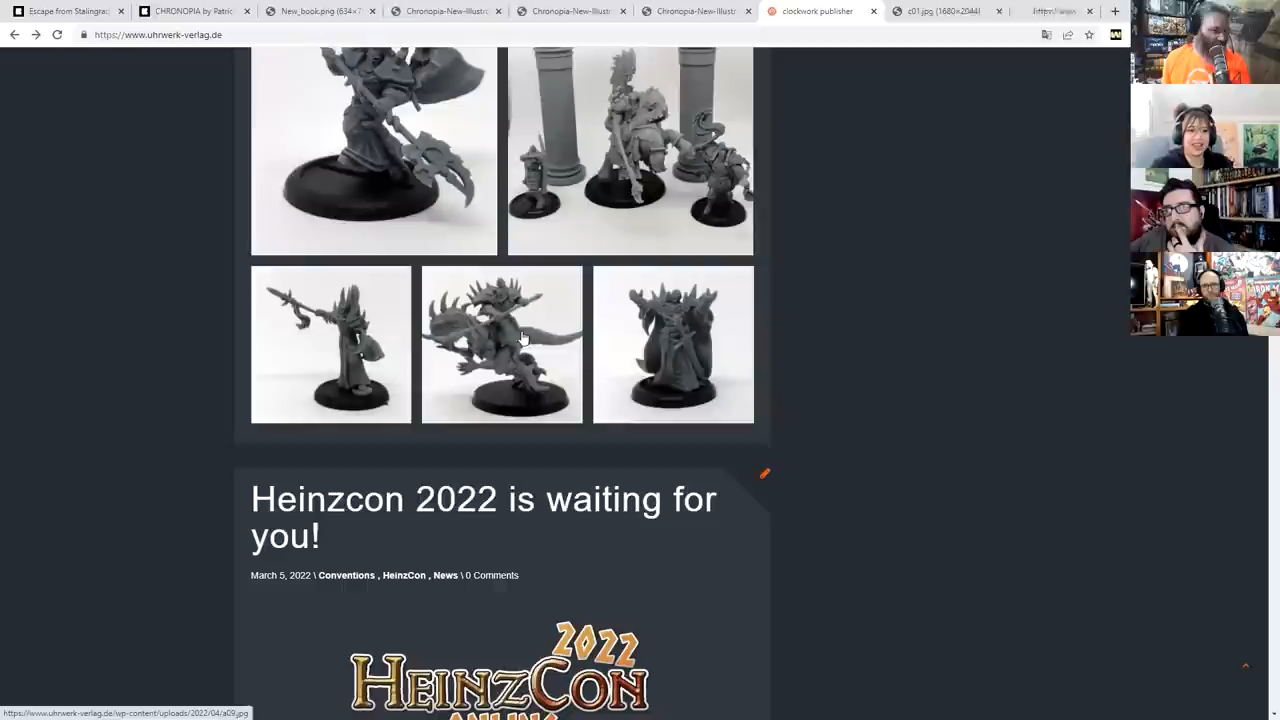 Escape from Stalingra:
CHRONOPIA by Patric
New_book.png (634×7
Chronopia-New-Illustr
Chronopia-New-Illustr
Chronopia-New-Illustr
clockwork publisher
c01.jpg (1680×2044)
https://www.uhrwerk-verlag.de
Heinzcon 2022 is waiting for
you!
March 5, 2022 \ Conventions , HeinzCon , News \ 0 Comments
2022
HEINZCON
ONLINE
https://www.uhrwerk-verlag.de/wp-content/uploads/2022/04/a09.jpg